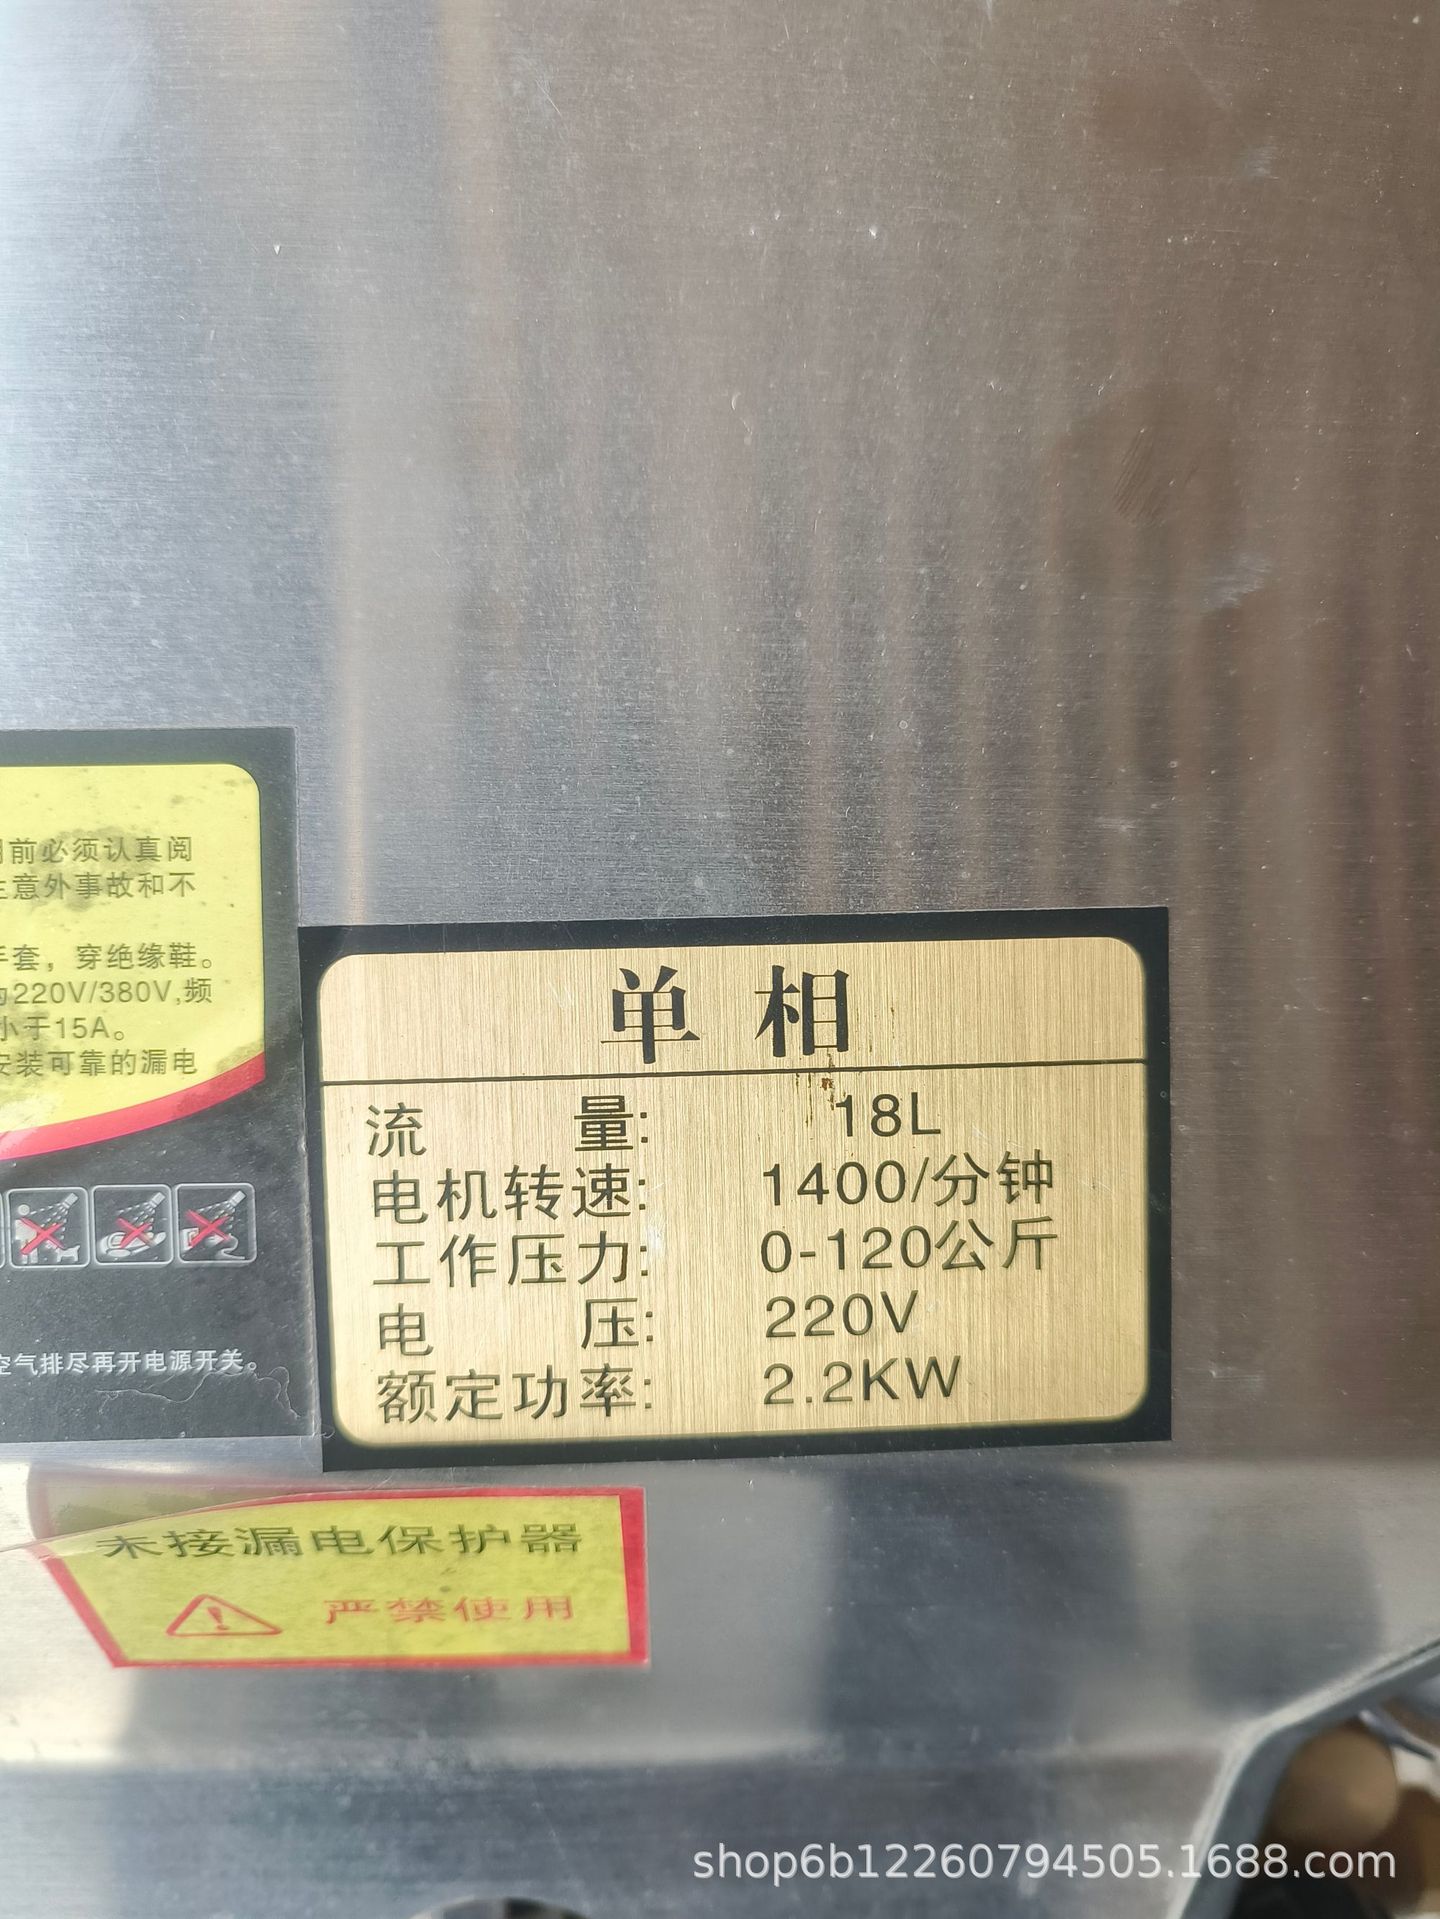 前必须认真阅
意外事故和不
手套，穿绝缘鞋。
为220V/380V,频
小于15A。
安装可靠的漏电
空气排尽再开电源开关。
单相
流量: 18L
电机转速: 1400/分钟
工作压力: 0-120公斤
电压: 220V
额定功率: 2.2KW
未接漏电保护器
严禁使用
shop6b12260794505.1688.com